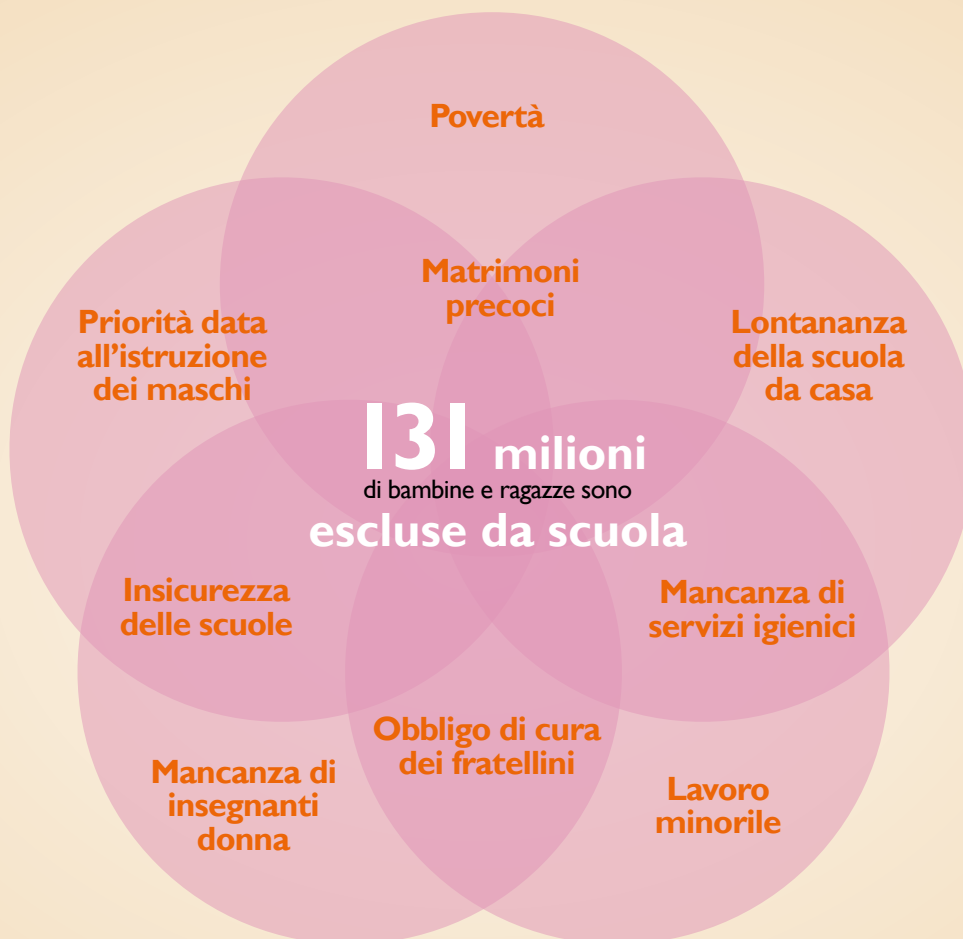 Povertà
Matrimoni
precoci
Priorità data
all’istruzione
dei maschi
Lontananza
della scuola
da casa
131 milioni
di bambine e ragazze sono
escluse da scuola
Insicurezza
delle scuole
Mancanza di
servizi igienici
Obbligo di cura
dei fratellini
Mancanza di
insegnanti
donna
Lavoro
minorile